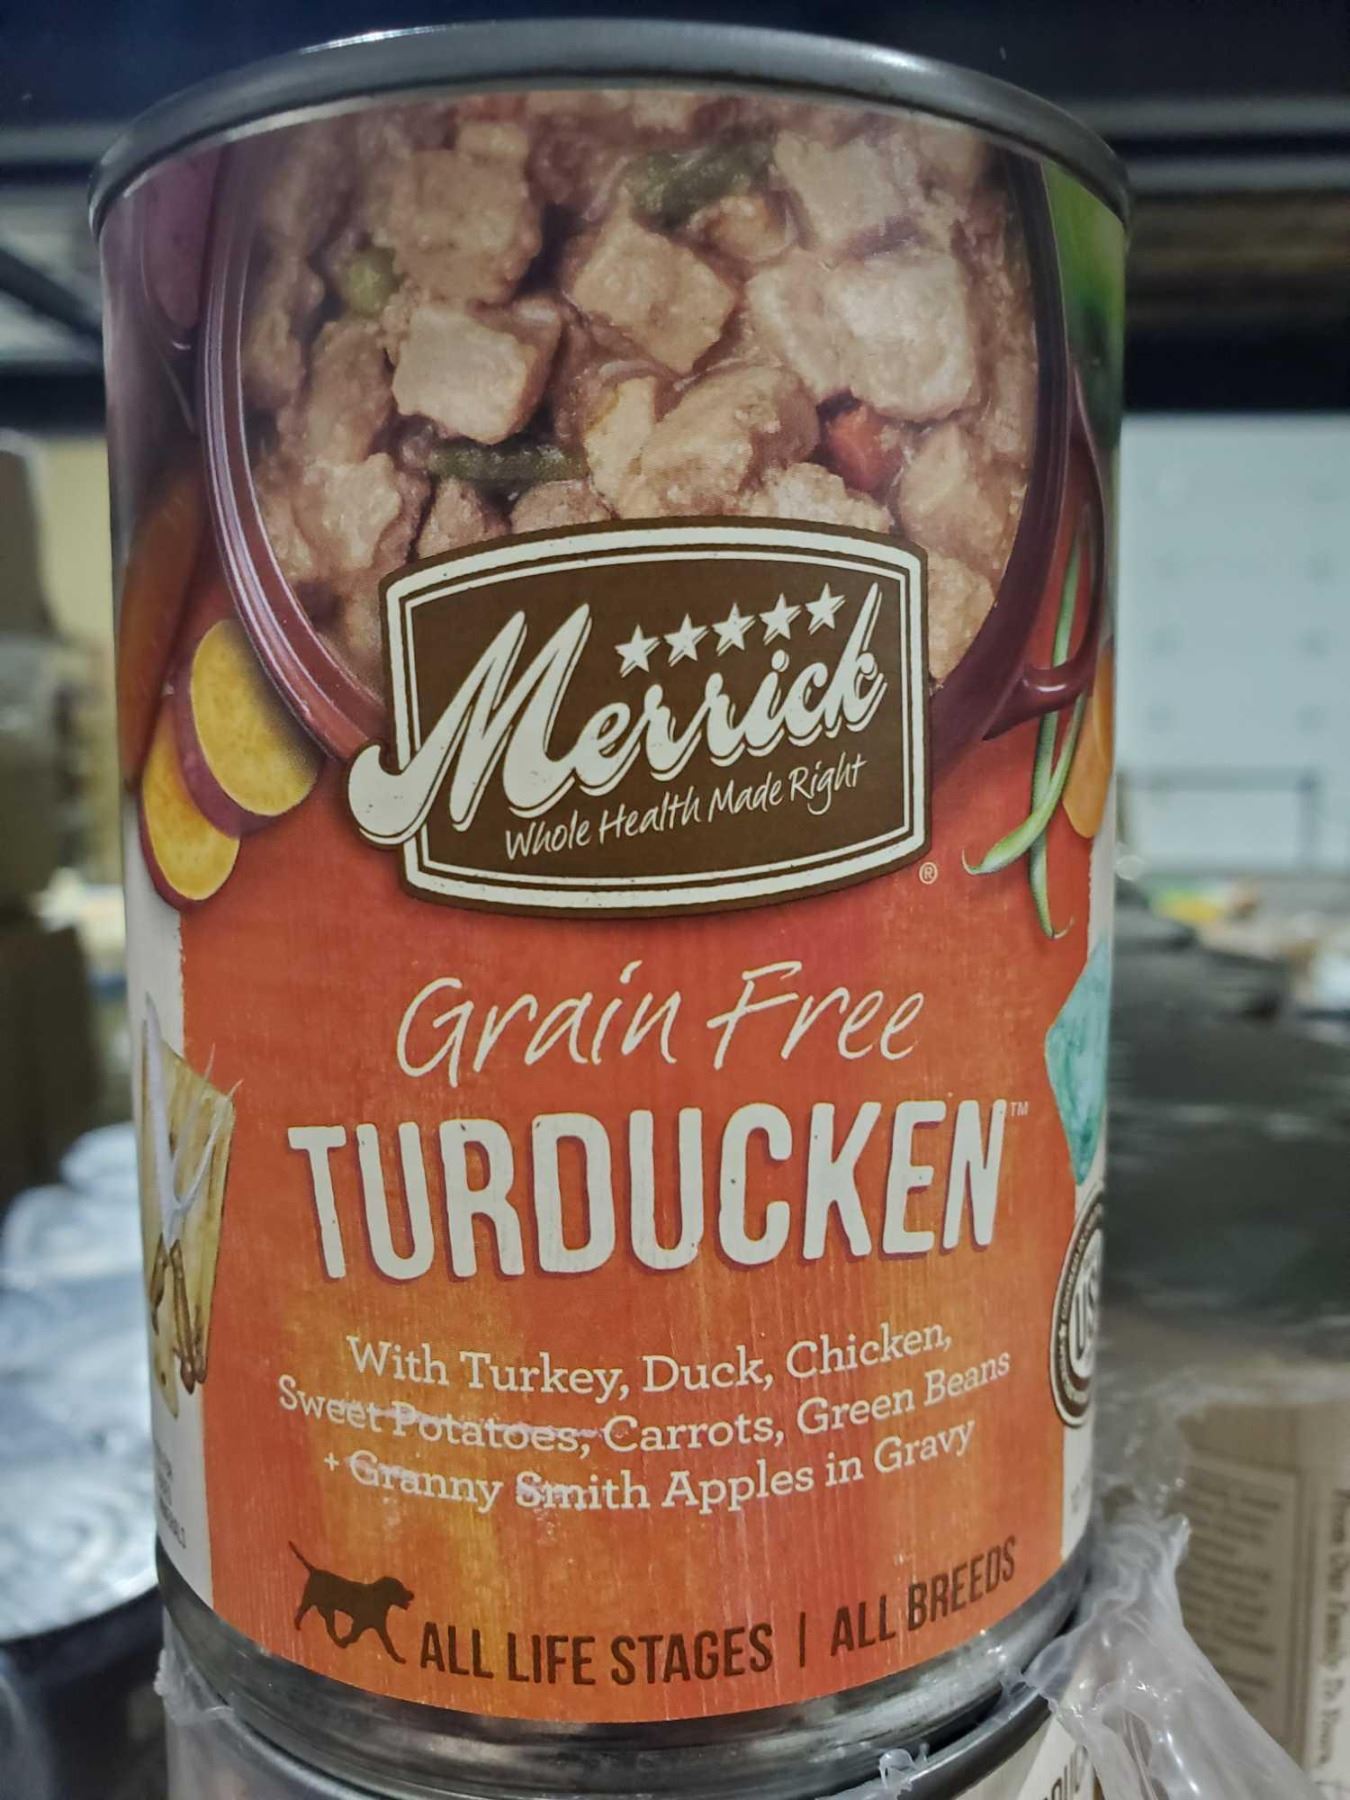 Merrick
Whole Health Made Right
®
Grain Free
TURDUCKEN™
With Turkey, Duck, Chicken,
Sweet Potatoes, Carrots, Green Beans
+ Granny Smith Apples in Gravy
ALL LIFE STAGES | ALL BREEDS